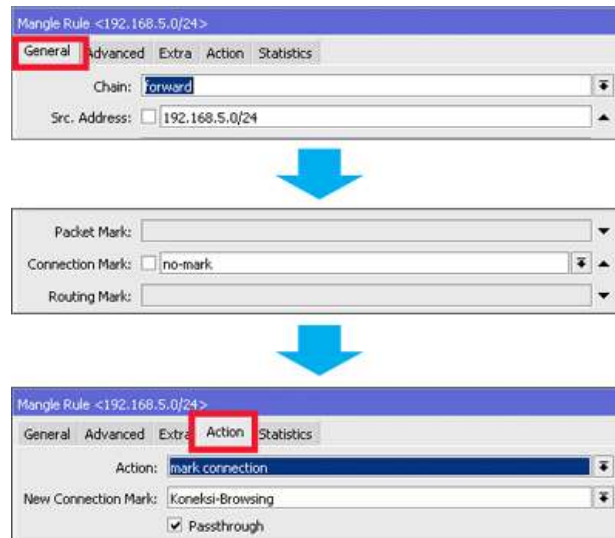 Mangle Rule <192.168.5.0/24>
General Advanced Extra Action Statistics
Chain: forward
Src. Address: 192.168.5.0/24
Packet Mark:
Connection Mark: no-mark
Routing Mark:
Mangle Rule <192.168.5.0/24>
General Advanced Extra Action Statistics
Action: mark connection
New Connection Mark: Koneksi-Browsing
Passthrough